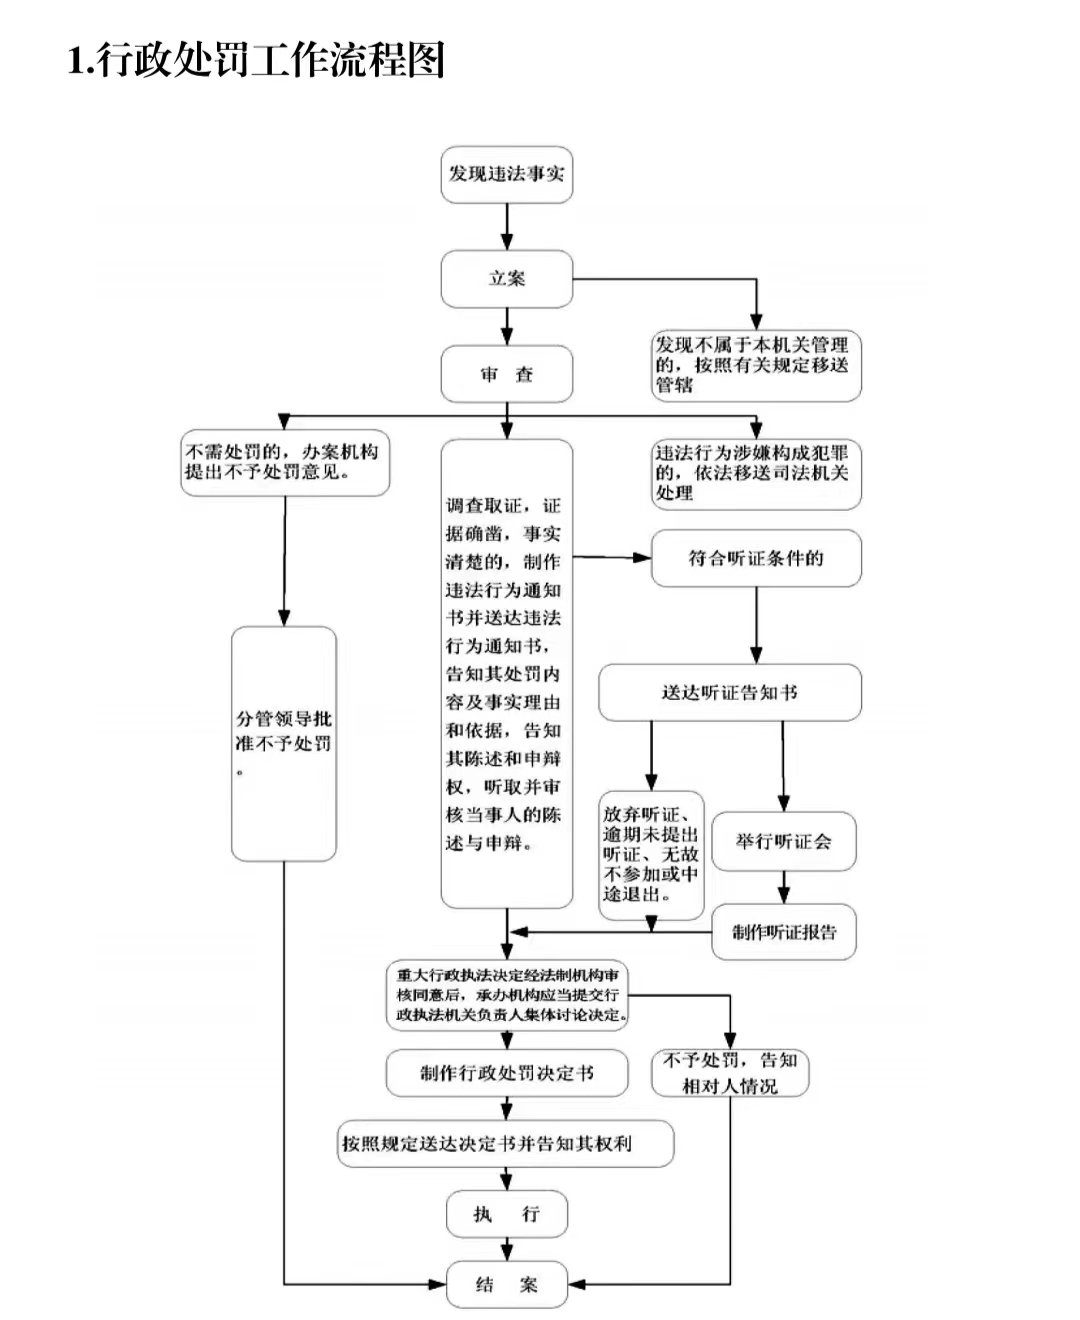 1.行政处罚工作流程图
发现违法事实
立案
发现不属于本机关管理
的，按照有关规定移送
管辖
审 查
不需处罚的，办案机构
提出不予处罚意见。
违法行为涉嫌构成犯罪
的，依法移送司法机关
处理
调查取证，证
据确凿，事实
清楚的，制作
违法行为通知
书并送达违法
行为通知书，
告知其处罚内
容及事实理由
和依据，告知
其陈述和申辩
权，听取并审
核当事人的陈
述与申辩。
符合听证条件的
送达听证告知书
分管领导批
准不予处罚
。
放弃听证、
逾期未提出
听证、无故
不参加或中
途退出。
举行听证会
制作听证报告
重大行政执法决定经法制机构审
核同意后，承办机构应当提交行
政执法机关负责人集体讨论决定。
制作行政处罚决定书
不予处罚，告知
相对人情况
按照规定送达决定书并告知其权利
执 行
结 案